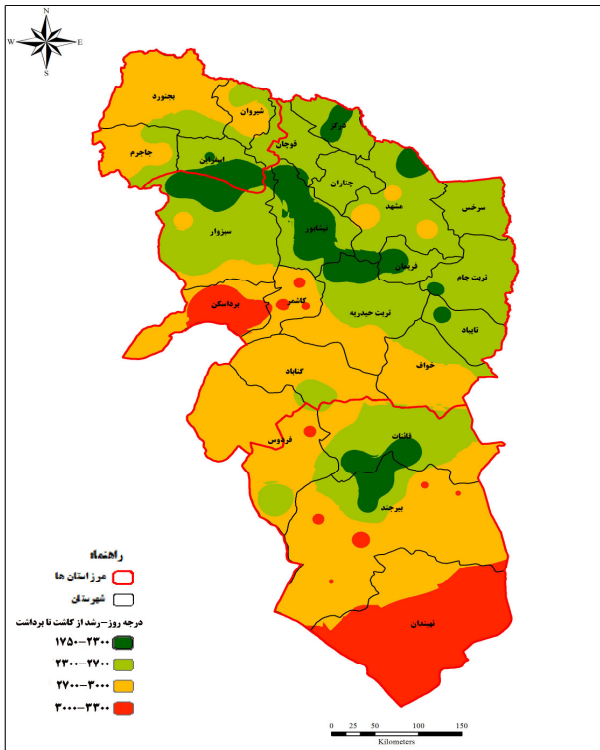 N
W E
S
بجنورد
شیروان
درگز
قوچان
جاجرم
اسفراین
چناران
مشهد
سرخس
نیشابور
سبزوار
فریمان
تربت جام
کاشمر
بردسکن
تربت حیدریه
تایباد
خواف
گناباد
قائنات
فردوس
بیرجند
نهبندان
راهنما
مرز استان ها
شهرستان
درجه روز-رشد از کاشت تا برداشت
۱۷۵۰-۲۳۰۰
۲۳۰۰-۲۷۰۰
۲۷۰۰-۳۰۰۰
۳۰۰۰-۳۳۰۰
0 25 50 100 150
Kilometers